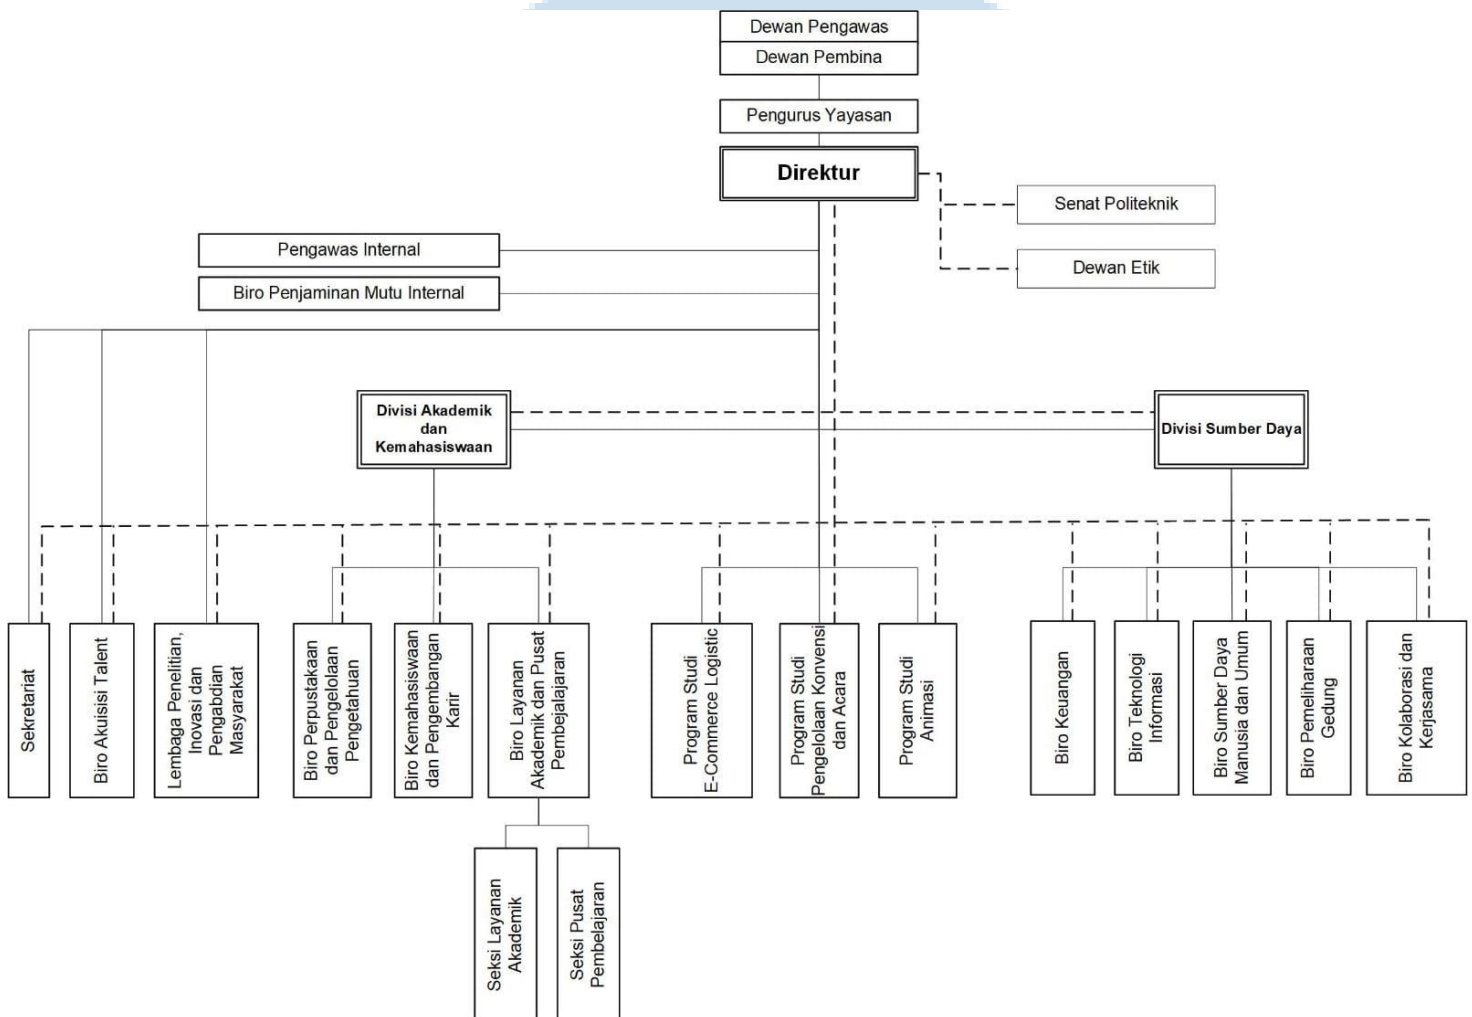 Dewan Pengawas
Dewan Pembina
Pengurus Yayasan
Direktur
Senat Politeknik
Pengawas Internal
Dewan Etik
Biro Penjaminan Mutu Internal
Divisi Akademik
dan
Kemahasiswaan
Divisi Sumber Daya
Sekretariat
Biro Akuisisi Talent
Lembaga Penelitian,
Inovasi dan
Pengabdian
Masyarakat
Biro Perpustakaan
dan Pengelolaan
Pengetahuan
Biro Kemahasiswaan
dan Pengembangan
Karir
Biro Layanan
Akademik dan Pusat
Pembejalajaran
Program Studi
E-Commerce Logistic
Program Studi
Pengelolaan Konvensi
dan Acara
Program Studi
Animasi
Biro Keuangan
Biro Teknologi
Informasi
Biro Sumber Daya
Manusia dan Umum
Biro Pemeliharaan
Gedung
Biro Kolaborasi dan
Kerjasama
Seksi Layanan
Akademik
Seksi Pusat
Pembelajaran